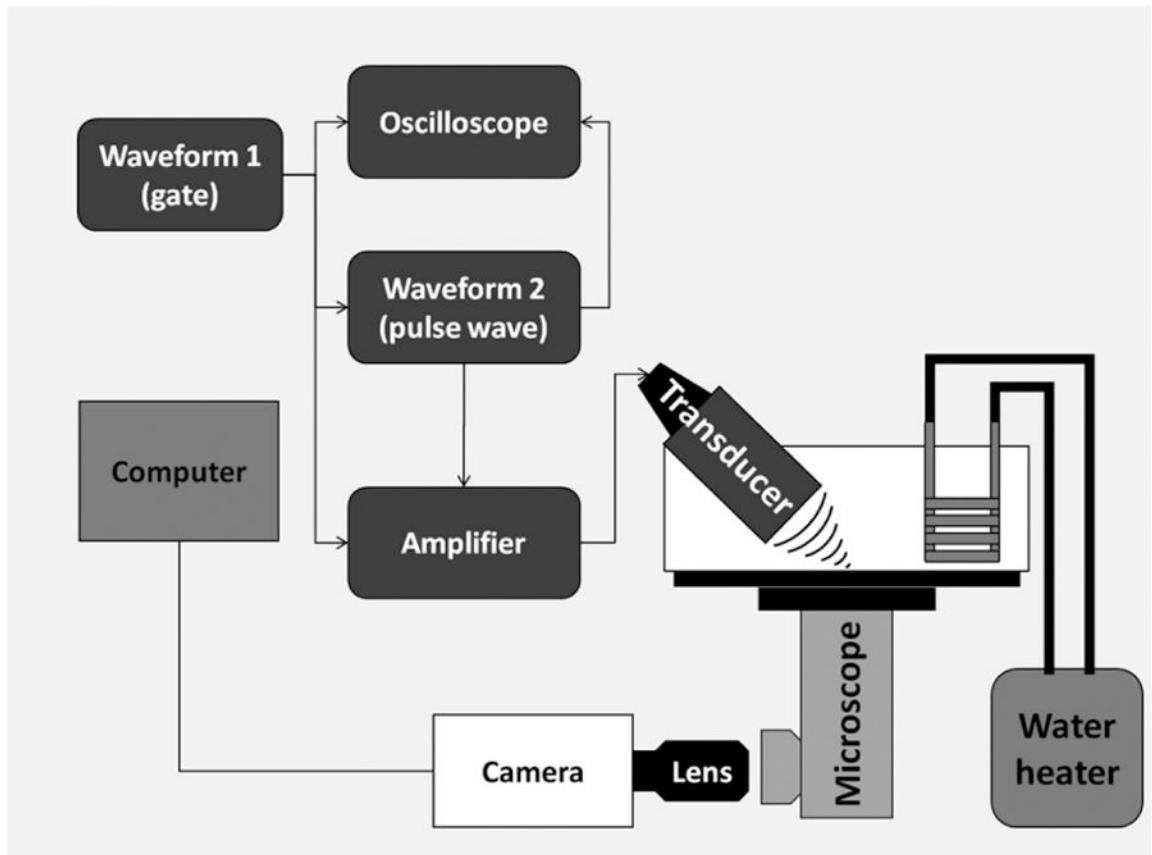 Oscilloscope
Waveform 1
(gate)
Waveform 2
(pulse wave)
Transducer
Computer
Amplifier
Microscope
Camera
Lens
Water
heater